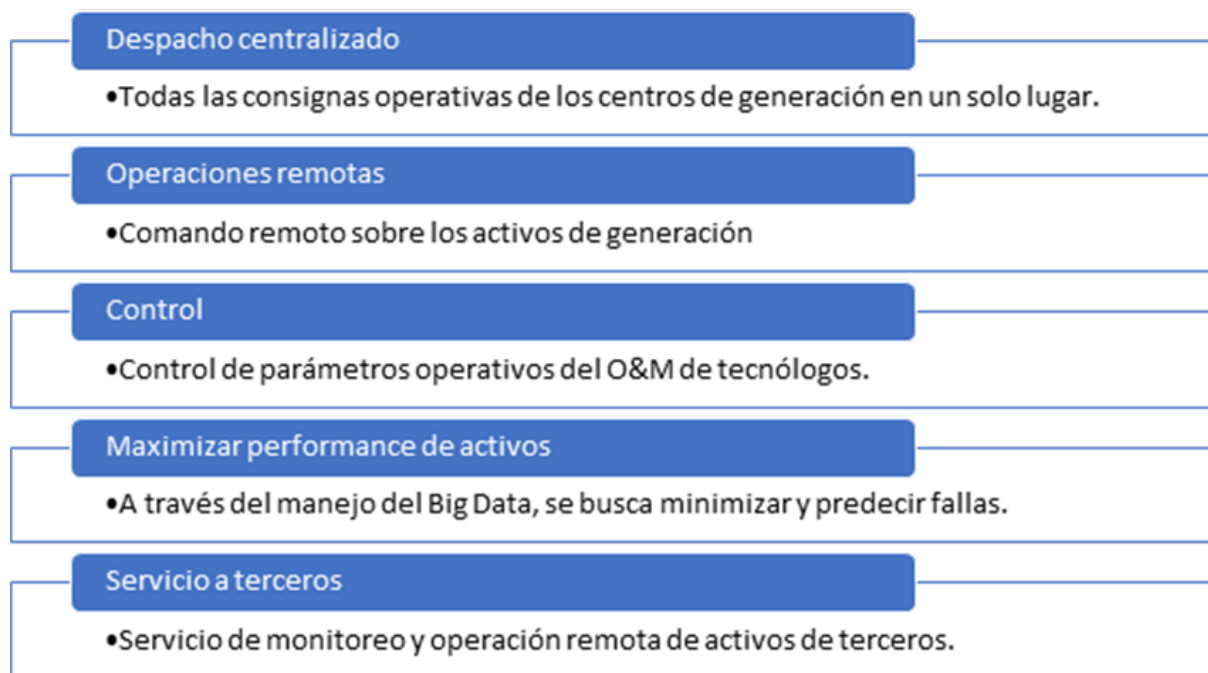 Despacho centralizado
•Todas las consignas operativas de los centros de generación en un solo lugar.
Operaciones remotas
•Comando remoto sobre los activos de generación
Control
•Control de parámetros operativos del O&M de tecnólogos.
Maximizar performance de activos
•A través del manejo del Big Data, se busca minimizar y predecir fallas.
Servicio a terceros
•Servicio de monitoreo y operación remota de activos de terceros.